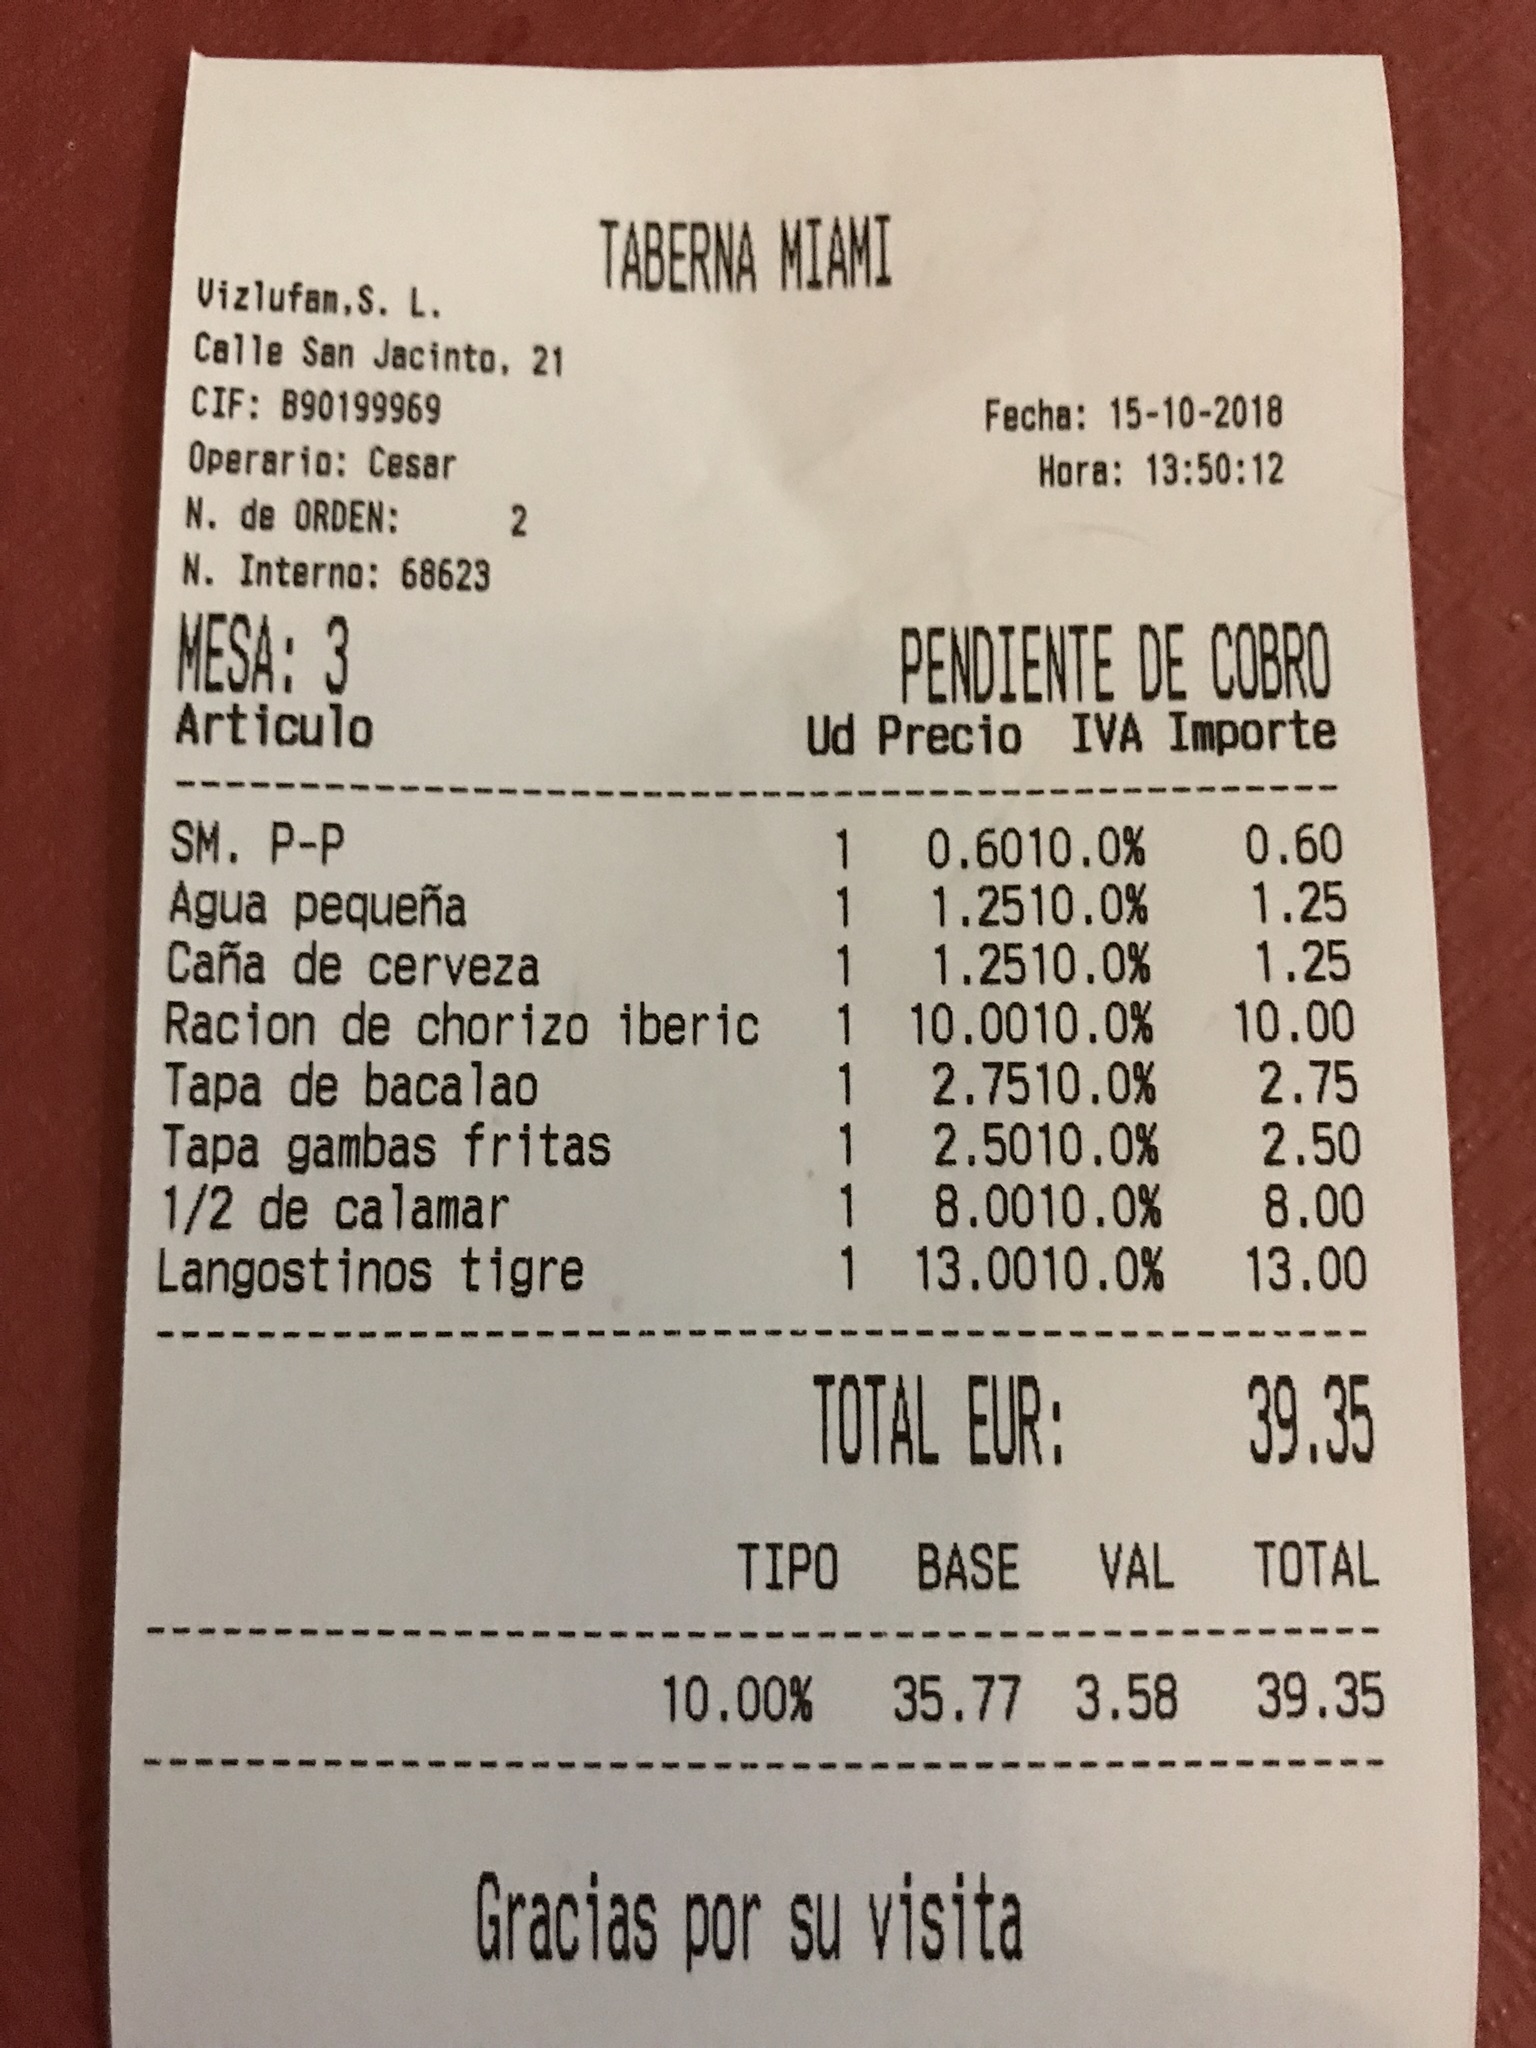 TABERNA MIAMI
Vizlufam,S. L.
Calle San Jacinto, 21
CIF: B90199969
Fecha: 15-10-2018
Operario: Cesar
Hora: 13:50:12
N. de ORDEN: 2
N. Interno: 68623
MESA: 3 PENDIENTE DE COBRO
Articulo Ud Precio IVA Importe
SM. P-P 1 0.6010.0% 0.60
Agua pequeña 1 1.2510.0% 1.25
Caña de cerveza 1 1.2510.0% 1.25
Racion de chorizo iberic 1 10.0010.0% 10.00
Tapa de bacalao 1 2.7510.0% 2.75
Tapa gambas fritas 1 2.5010.0% 2.50
1/2 de calamar 1 8.0010.0% 8.00
Langostinos tigre 1 13.0010.0% 13.00
TOTAL EUR: 39.35
TIPO BASE VAL TOTAL
10.00% 35.77 3.58 39.35
Gracias por su visita